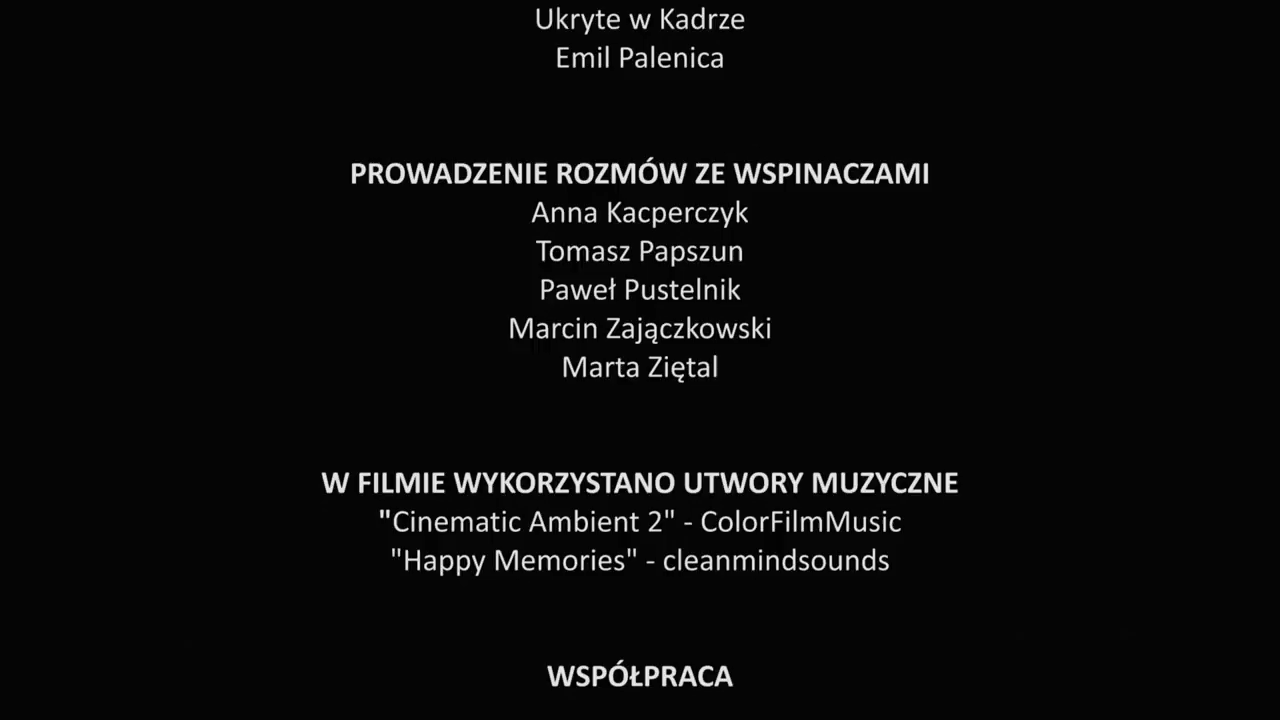 Ukryte w Kadrze
Emil Palenica
PROWADZENIE ROZMÓW ZE WSPINACZAMI
Anna Kacperczyk
Tomasz Papszun
Paweł Pustelnik
Marcin Zajączkowski
Marta Ziętal
W FILMIE WYKORZYSTANO UTWORY MUZYCZNE
"Cinematic Ambient 2" - ColorFilmMusic
"Happy Memories" - cleanmindsounds
WSPÓŁPRACA